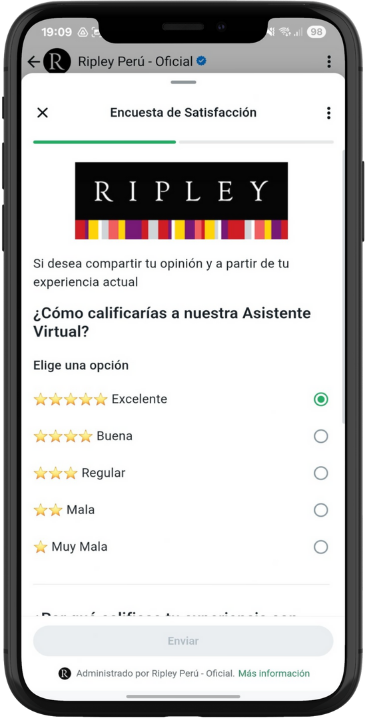 19:09
98
R Ripley Perú - Oficial
Encuesta de Satisfacción
RIPLEY
Si desea compartir tu opinión y a partir de tu
experiencia actual
¿Cómo calificarías a nuestra Asistente
Virtual?
Elige una opción
Excelente
Buena
Regular
Mala
Muy Mala
Enviar
R Administrado por Ripley Perú - Oficial. Más información